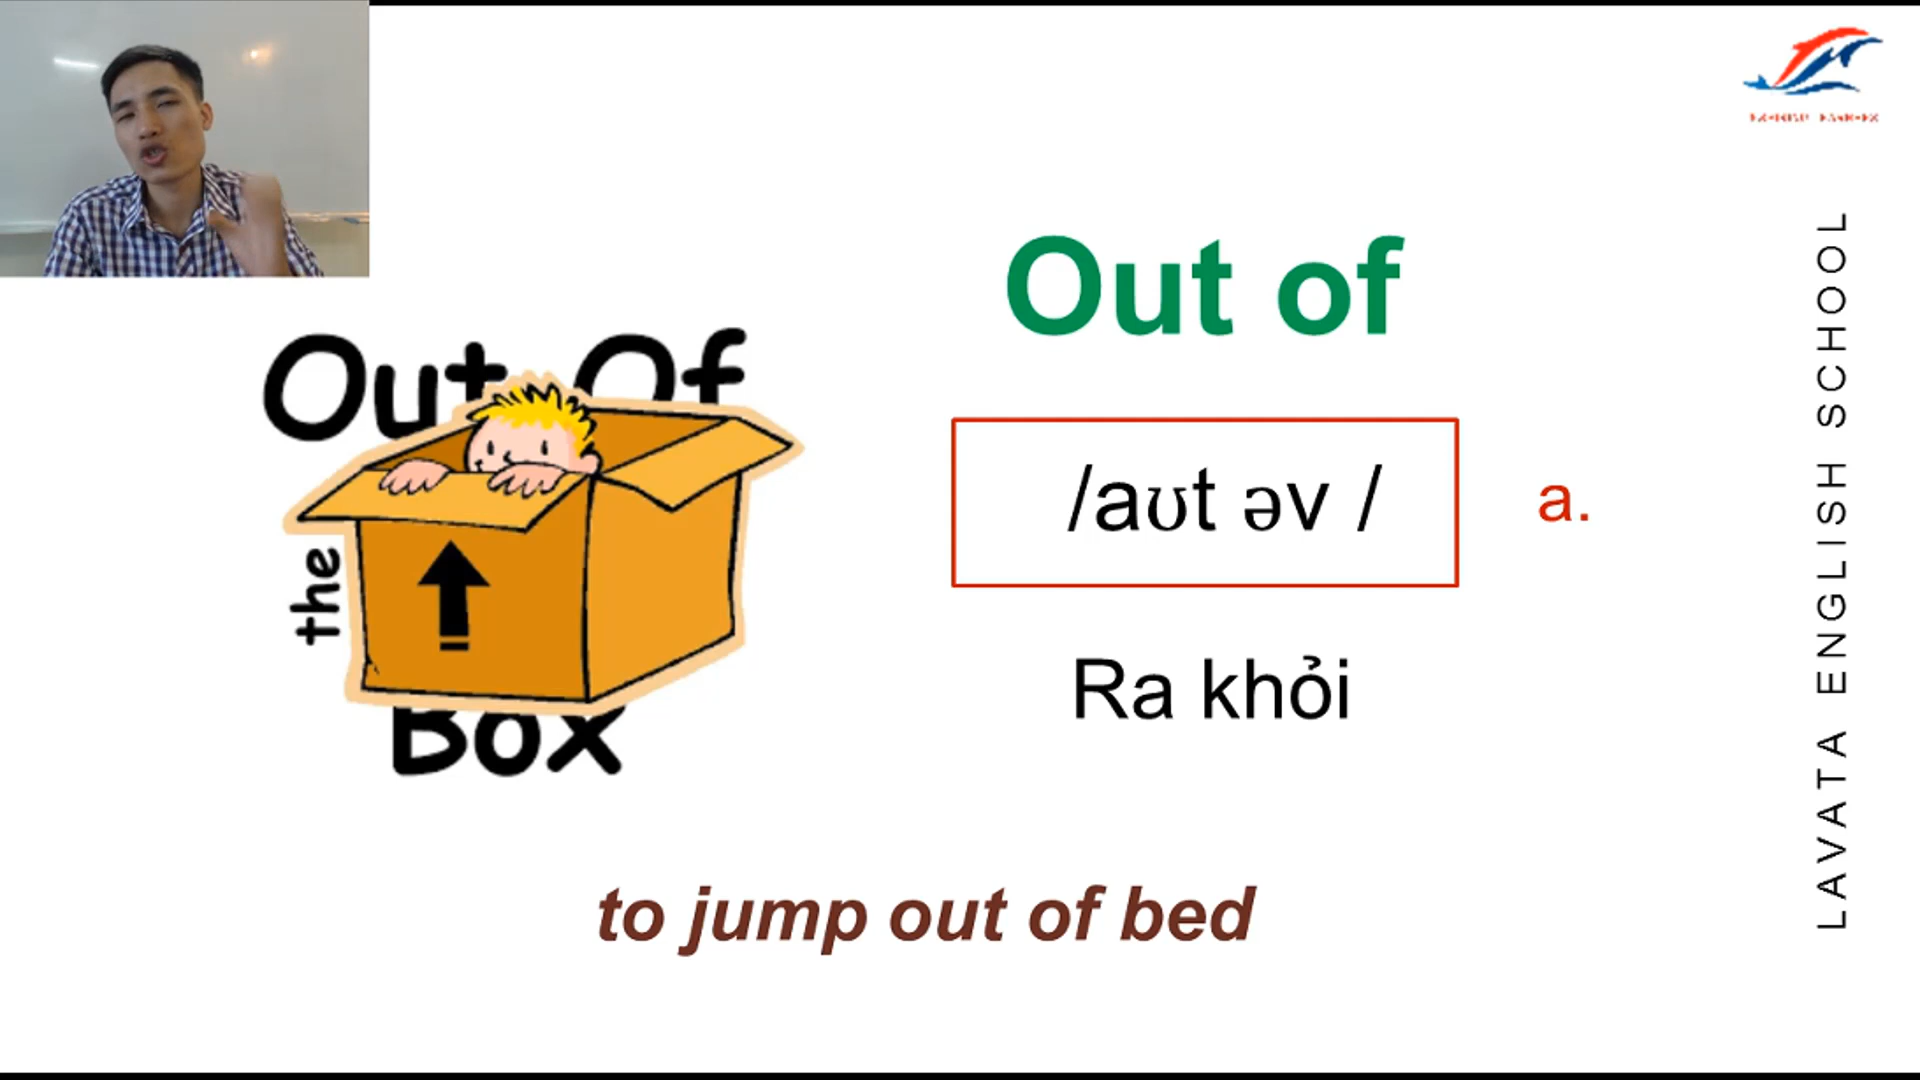 Out of
/aʊt əv /
a.
Ra khỏi
Out Of
the
Box
to jump out of bed
LAVATA ENGLISH SCHOOL